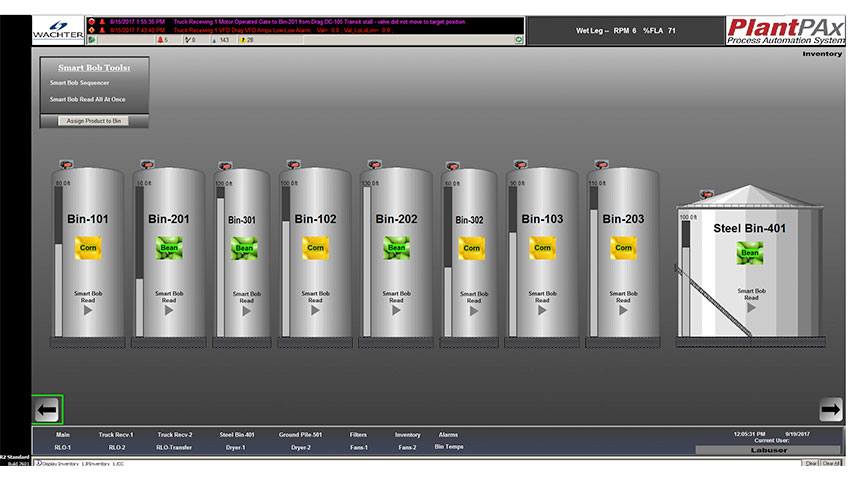 WACHTER
8/15/2017 1:55:35 PM Truck Receiving 1 Motor Operated Gate to Bin-201 from Drag DC-105 Transit stall - valve did not move to target position.
8/15/2017 7:43:40 PM Truck Receiving 1 VFD Drag VFD Amps Low Low Alarm.
143 28
Wet Leg – RPM 6 %FLA 71
PlantPAx
Process Automation System
Inventory
Smart Bob Tools:
Smart Bob Sequencer
Smart Bob Read All At Once
Assign Product to Bin
80.0 ft 50.0 ft 120.0 ft 100.0 ft 130.0 ft 60.0 ft 90.0 ft 110.0 ft 100.0 ft
Bin-101 Bin-201 Bin-301 Bin-102 Bin-202 Bin-302 Bin-103 Bin-203 Steel Bin-401
Corn Bean Bean Corn Bean Corn Corn Corn Bean
Smart Bob Smart Bob Smart Bob Smart Bob Smart Bob Smart Bob Smart Bob Smart Bob Smart Bob
Read Read Read Read Read Read Read Read Read
Main Truck Recv-1 Truck Recv-2 Steel Bin-401 Ground Pile-501 Filters Inventory Alarms
RLO-1 RLO-2 RLO-Transfer Dryer-1 Dryer-2 Fans-1 Fans-2 Bin Temps
12:05:31 PM 9/19/2017
Current User:
Labuser
R2 Standard
Build 7601
Clear Clear All